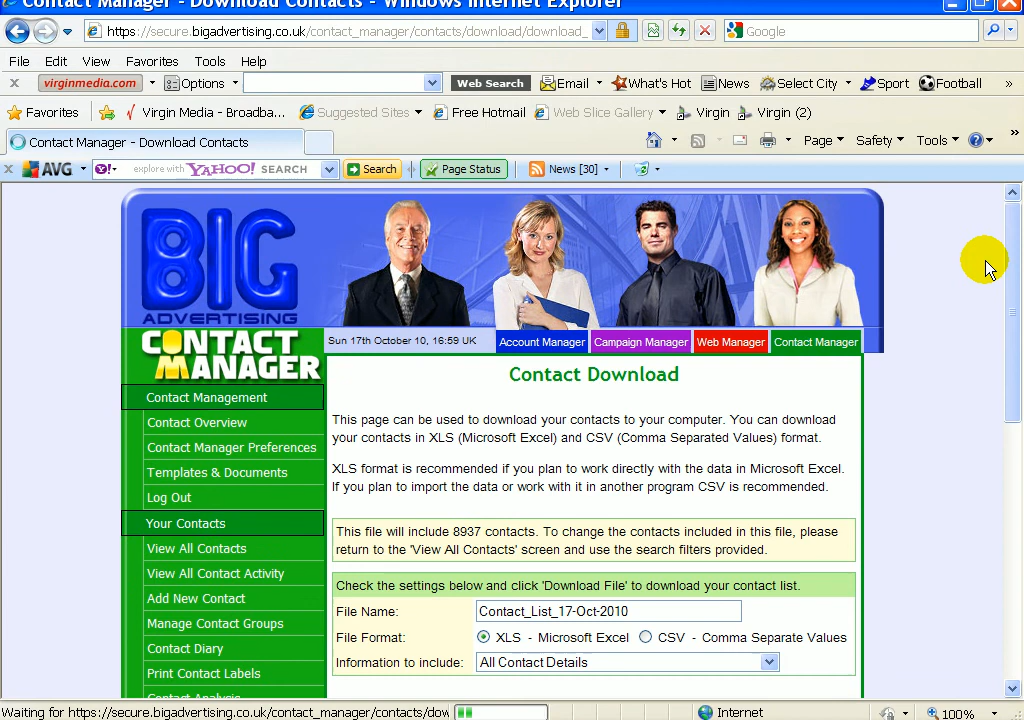 Contact Manager - Download Contacts - Windows Internet Explorer
https://secure.bigadvertising.co.uk/contact_manager/contacts/download/download_
Google
File Edit View Favorites Tools Help
x virginmedia.com Options Web Search Email What's Hot News Select City Sport Football »
Favorites Virgin Media - Broadba... Suggested Sites Free Hotmail Web Slice Gallery Virgin Virgin (2)
Contact Manager - Download Contacts Page Safety Tools »
x AVG Y! explore with YAHOO! SEARCH Search Page Status News [30]
BIG
ADVERTISING
CONTACT
MANAGER
Sun 17th October 10, 16:59 UK Account Manager Campaign Manager Web Manager Contact Manager
Contact Management
Contact Overview
Contact Manager Preferences
Templates & Documents
Log Out
Your Contacts
View All Contacts
View All Contact Activity
Add New Contact
Manage Contact Groups
Contact Diary
Print Contact Labels
Contact Analysis
Contact Download
This page can be used to download your contacts to your computer. You can download
your contacts in XLS (Microsoft Excel) and CSV (Comma Separated Values) format.
XLS format is recommended if you plan to work directly with the data in Microsoft Excel.
If you plan to import the data or work with it in another program CSV is recommended.
This file will include 8937 contacts. To change the contacts included in this file, please
return to the 'View All Contacts' screen and use the search filters provided.
Check the settings below and click 'Download File' to download your contact list.
File Name: Contact_List_17-Oct-2010
File Format: XLS - Microsoft Excel CSV - Comma Separate Values
Information to include: All Contact Details
Waiting for https://secure.bigadvertising.co.uk/contact_manager/contacts/dow Internet 100%